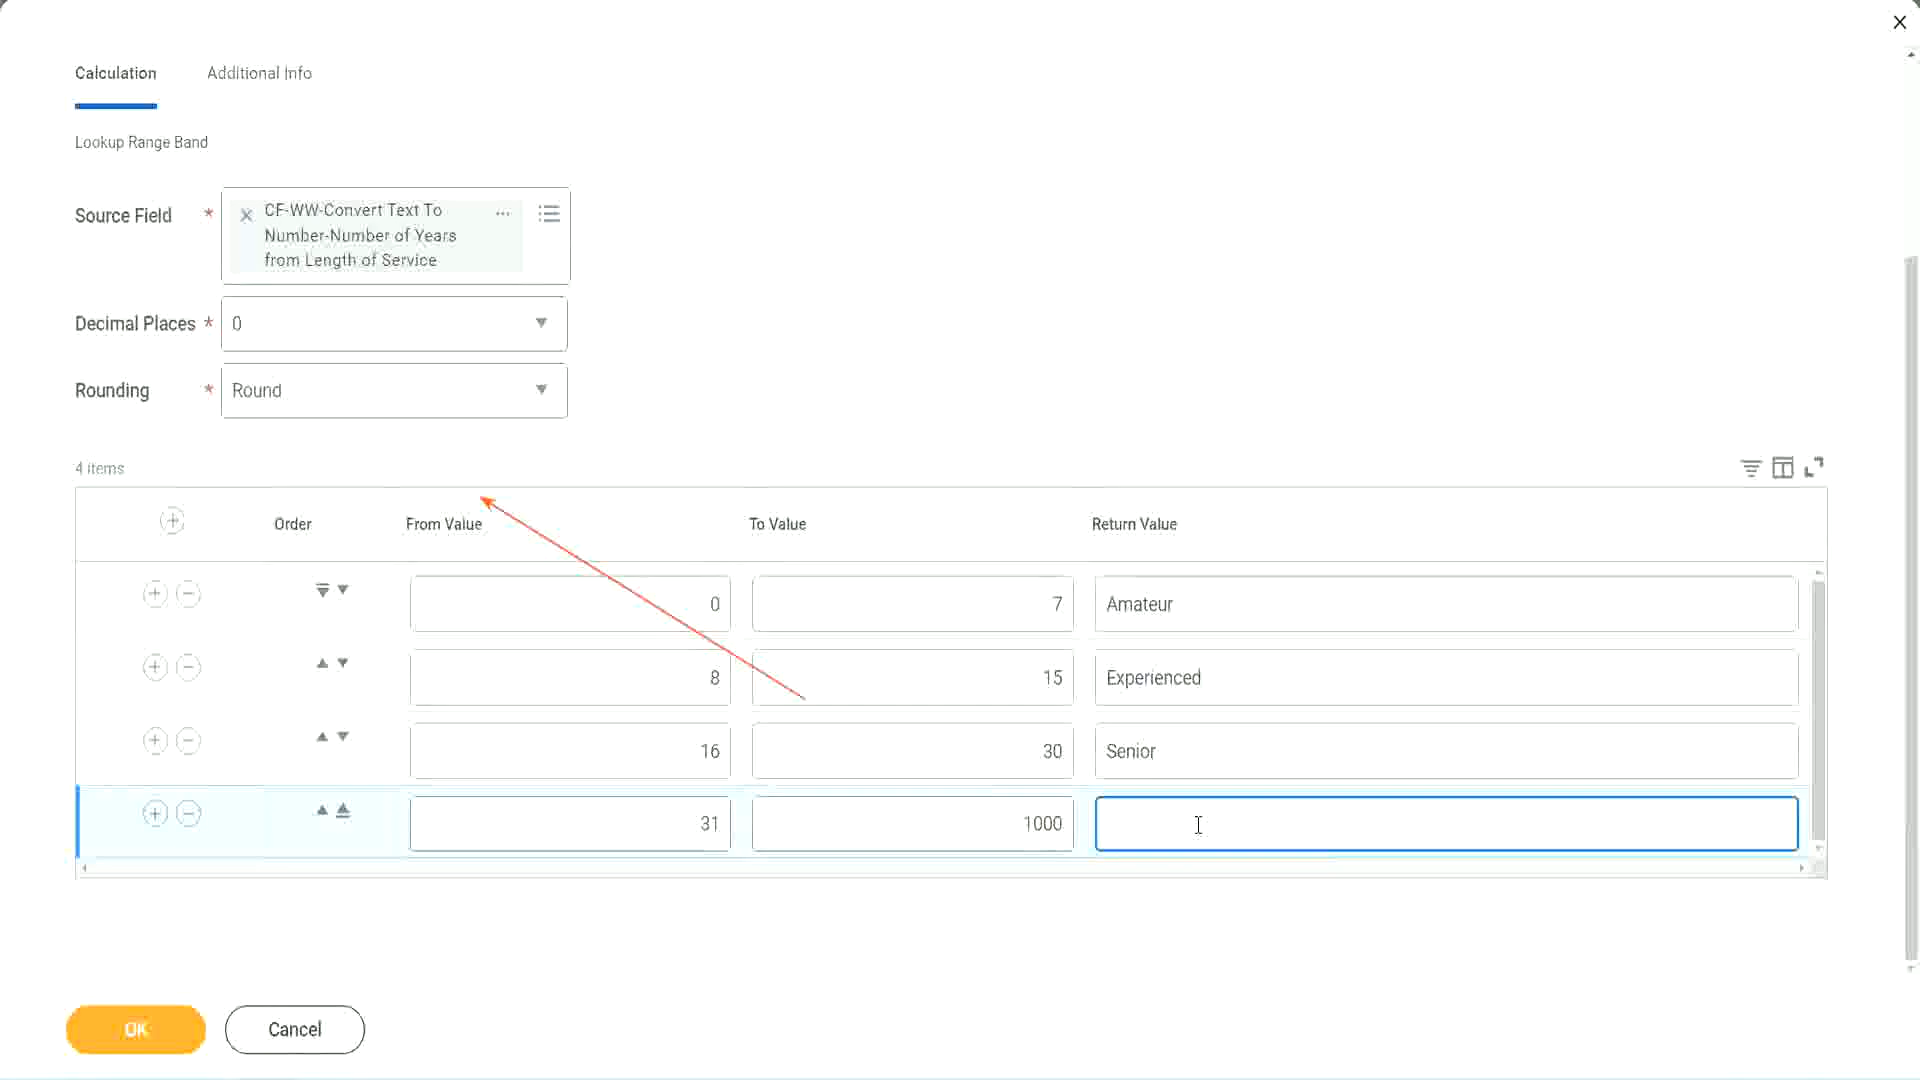 Calculation Additional Info
Lookup Range Band
Source Field * CF-WW-Convert Text To
Number-Number of Years
from Length of Service
Decimal Places * 0
Rounding * Round
4 items
Order From Value To Value Return Value
0 7 Amateur
8 15 Experienced
16 30 Senior
31 1000
OK Cancel